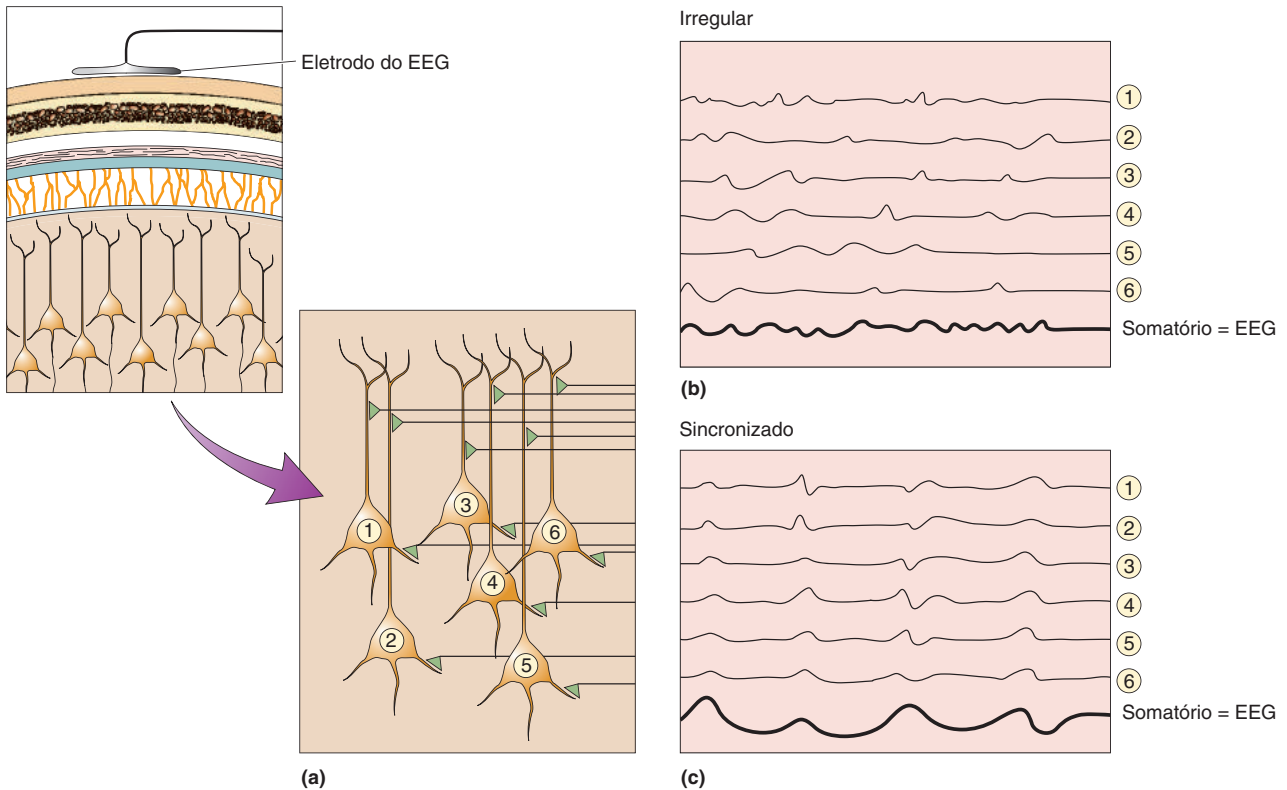 Eletrodo do EEG
1
2
3
4
5
6
(a)
Irregular
1
2
3
4
5
6
Somatório = EEG
(b)
Sincronizado
1
2
3
4
5
6
Somatório = EEG
(c)